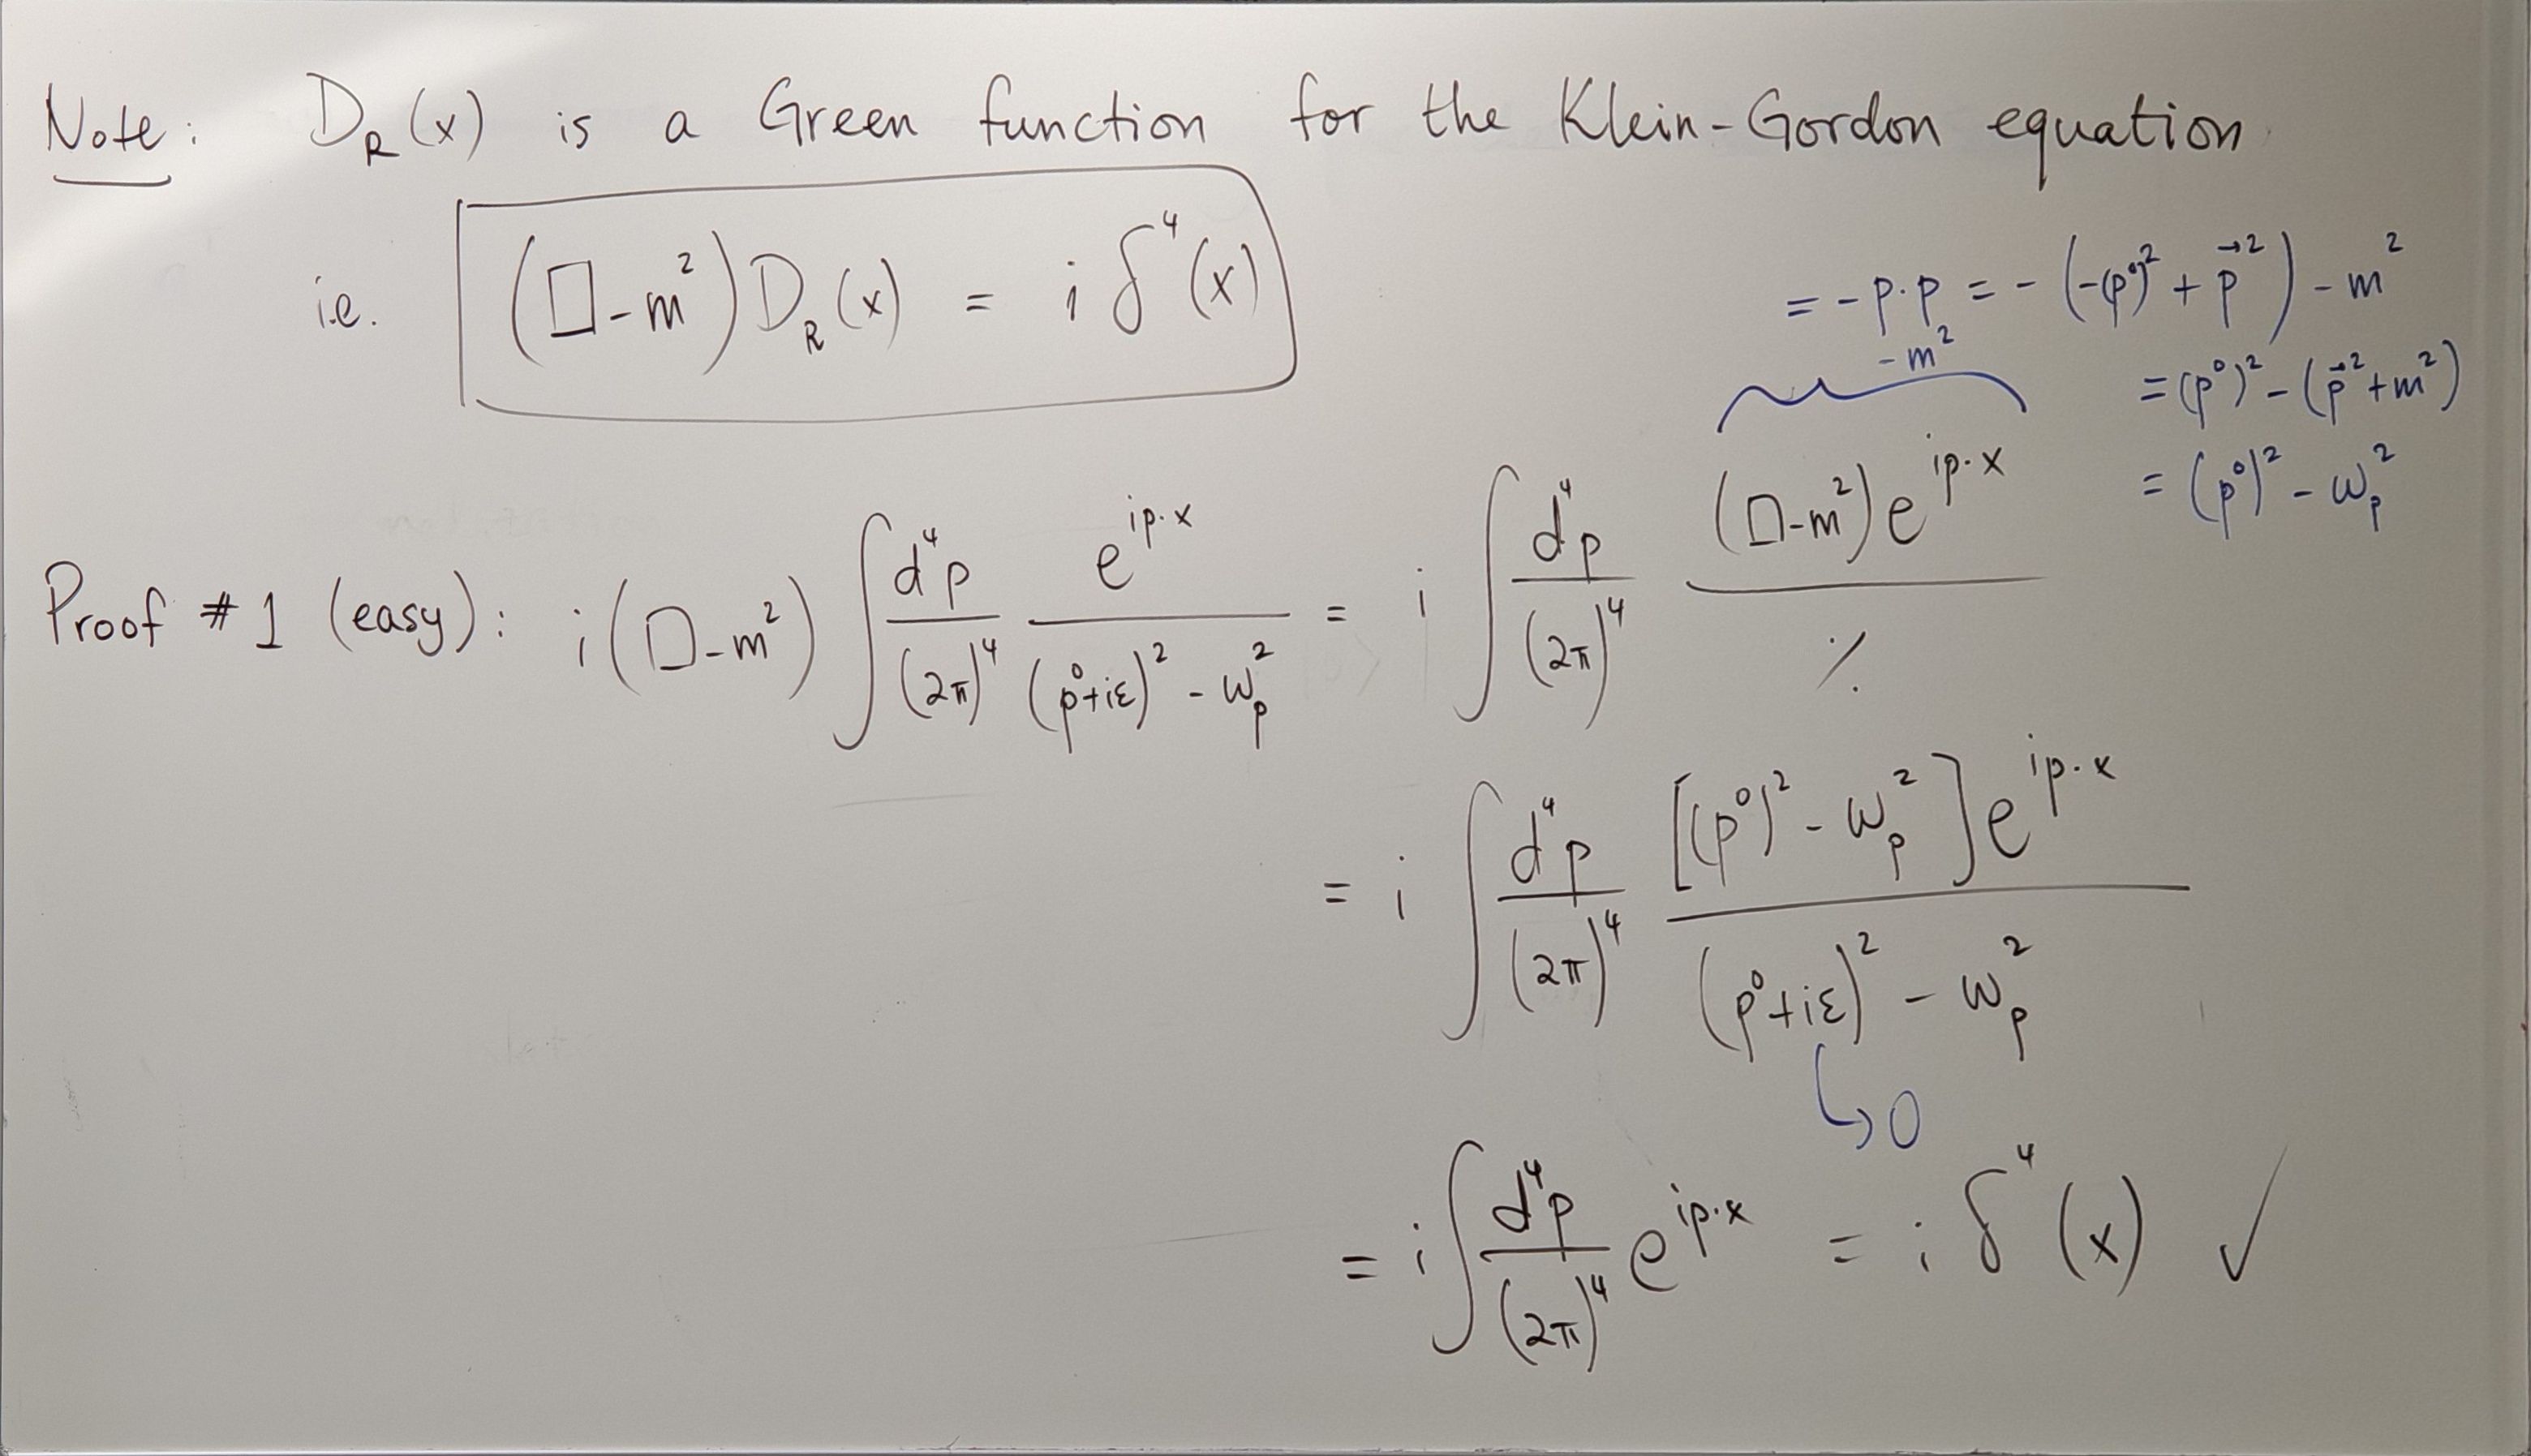 Note: D_R(x) is a Green function for the Klein-Gordon equation
i.e. (□-m²)D_R(x) = i δ⁴(x)
= -p·p = -(-(p⁰)² + p⃗²) - m²
-m²
= (p⁰)² - (p⃗²+m²)
= (p⁰)² - ω_p²
Proof #1 (easy): i(□-m²) ∫ d⁴p/(2π)⁴ e^{ip·x}/((p⁰+iε)² - ω_p²) = i ∫ d⁴p/(2π)⁴ (□-m²)e^{ip·x}/⁒
= i ∫ d⁴p/(2π)⁴ [(p⁰)² - ω_p²]e^{ip·x}/((p⁰+iε)² - ω_p²)
↳ 0
= i ∫ d⁴p/(2π)⁴ e^{ip·x} = i δ⁴(x) ✓